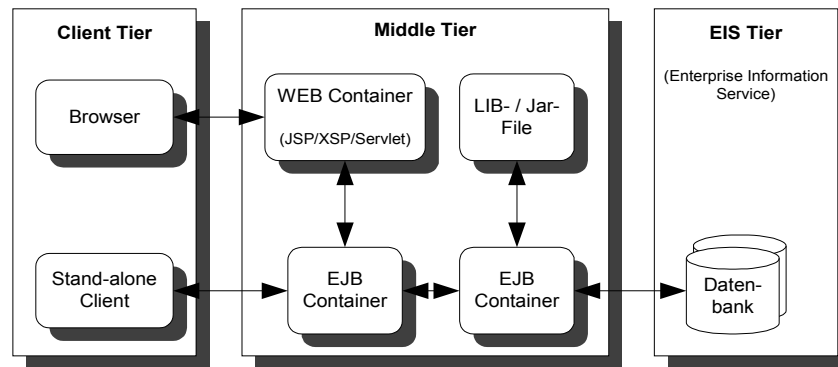 Client Tier
Browser
Stand-alone
Client
Middle Tier
WEB Container
(JSP/XSP/Servlet)
LIB- / Jar-
File
EJB
Container
EJB
Container
EIS Tier
(Enterprise Information
Service)
Daten-
bank